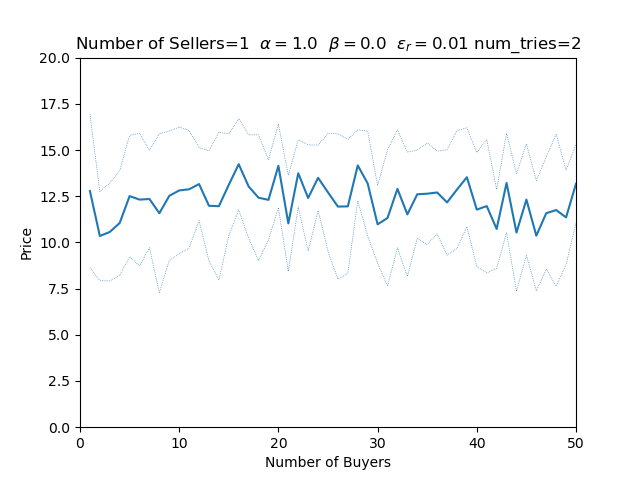 Number of Sellers=1 α = 1.0 β = 0.0 εr = 0.01 num_tries=2
20.0
17.5
15.0
12.5
10.0
7.5
5.0
2.5
0.0
Price
0 10 20 30 40 50
Number of Buyers